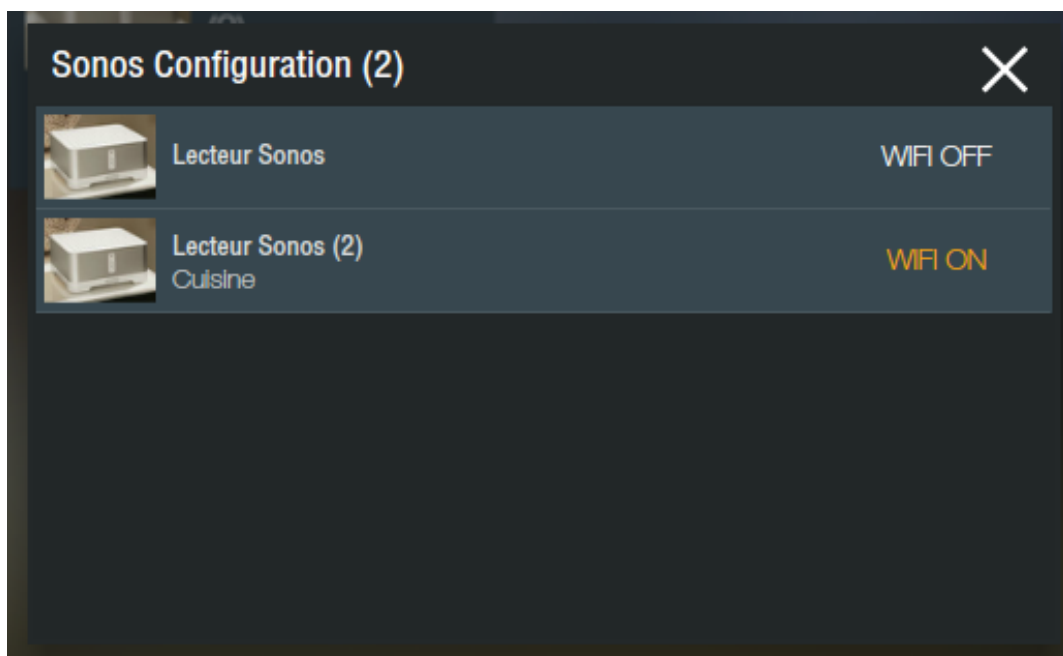 Sonos Configuration (2)
Lecteur Sonos
WIFI OFF
Lecteur Sonos (2)
Cuisine
WIFI ON